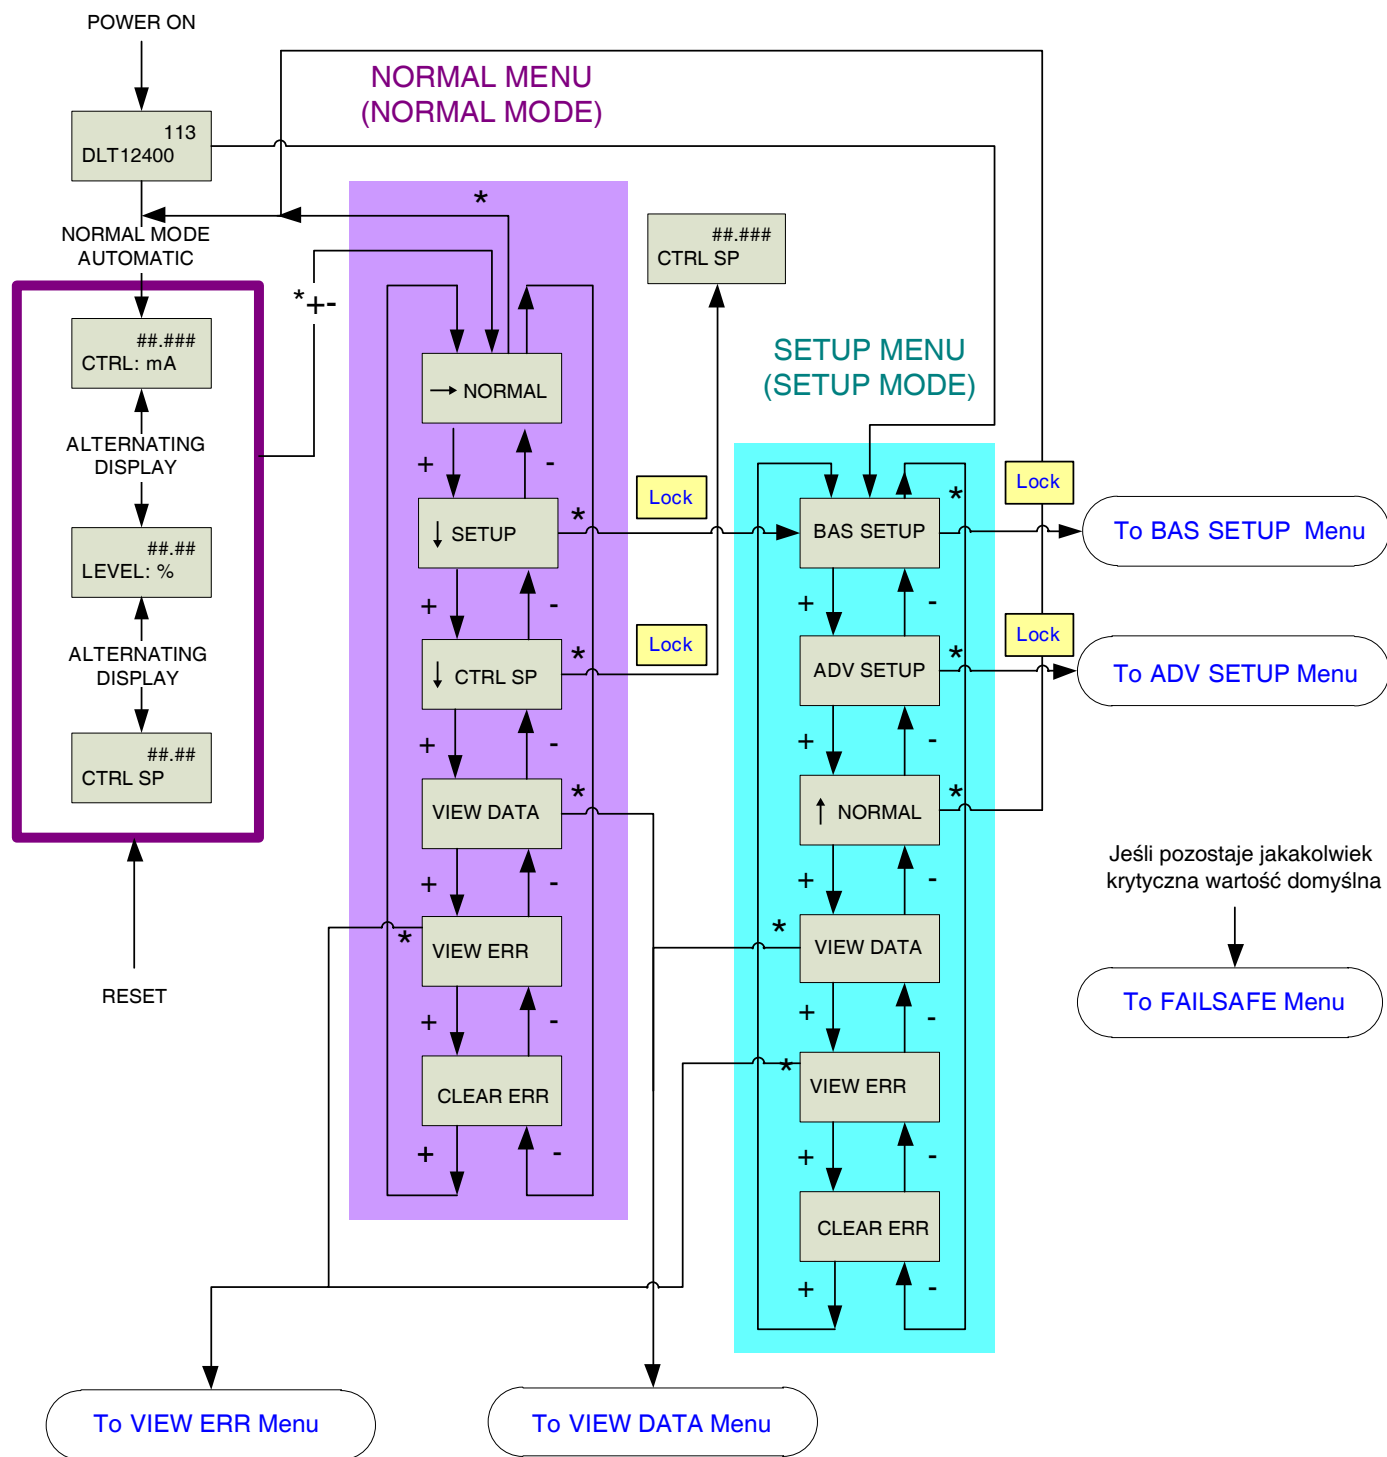 POWER ON
113
DLT12400
NORMAL MODE
AUTOMATIC
##.###
CTRL: mA
ALTERNATING
DISPLAY
##.##
LEVEL: %
ALTERNATING
DISPLAY
##.##
CTRL SP
RESET
*+-
NORMAL MENU
(NORMAL MODE)
*
→ NORMAL
+
-
↓ SETUP
*
Lock
+
-
↓ CTRL SP
*
Lock
+
-
VIEW DATA
*
+
-
VIEW ERR
*
+
-
CLEAR ERR
+
-
##.###
CTRL SP
SETUP MENU
(SETUP MODE)
BAS SETUP
*
Lock
To BAS SETUP Menu
+
-
ADV SETUP
*
Lock
To ADV SETUP Menu
+
-
↑ NORMAL
*
+
-
VIEW DATA
*
+
-
VIEW ERR
*
+
-
CLEAR ERR
+
-
Jeśli pozostaje jakakolwiek
krytyczna wartość domyślna
To FAILSAFE Menu
To VIEW ERR Menu
To VIEW DATA Menu